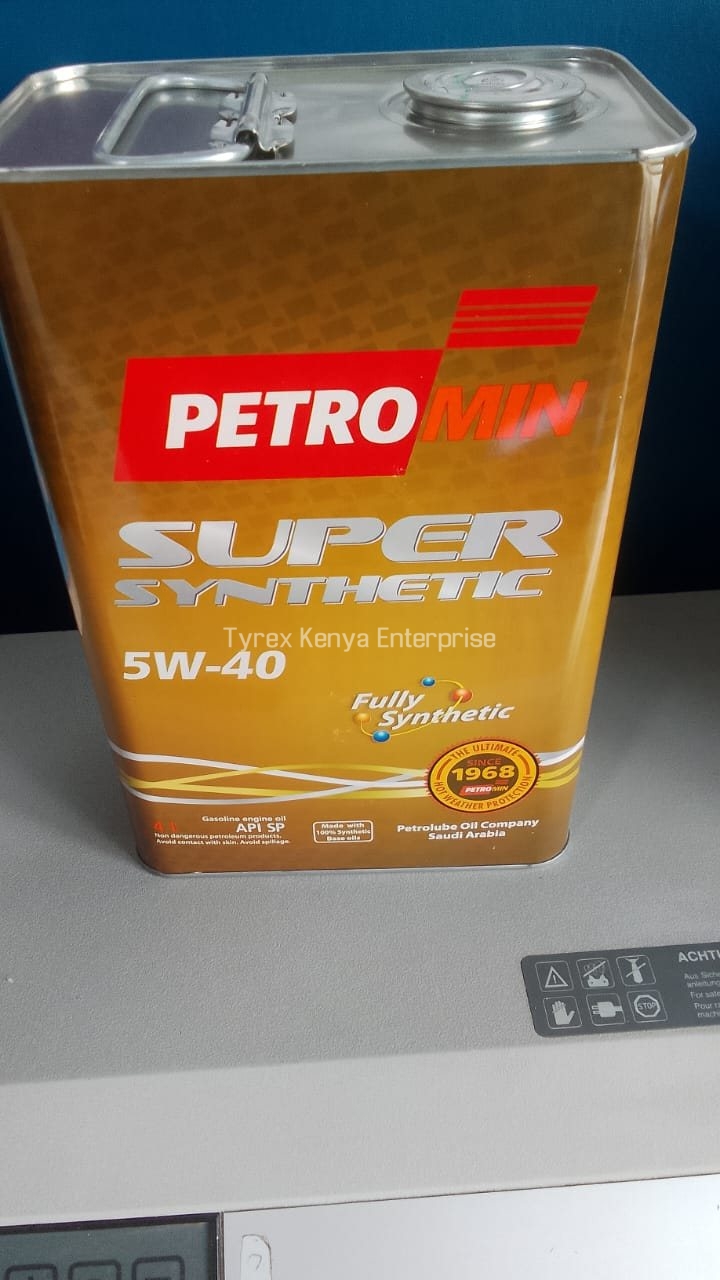 PETROMIN
SUPER
SYNTHETIC
Tyrex Kenya Enterprise
5W-40
Fully
Synthetic
THE ULTIMATE
SINCE
1968
PETROMIN
HOT WEATHER PROTECTION
Gasoline engine oil
4 L API SP
Non dangerous petroleum products.
Avoid contact with skin. Avoid spillage.
Made with
100% Synthetic
Base oils
Petrolube Oil Company
Saudi Arabia
STOP